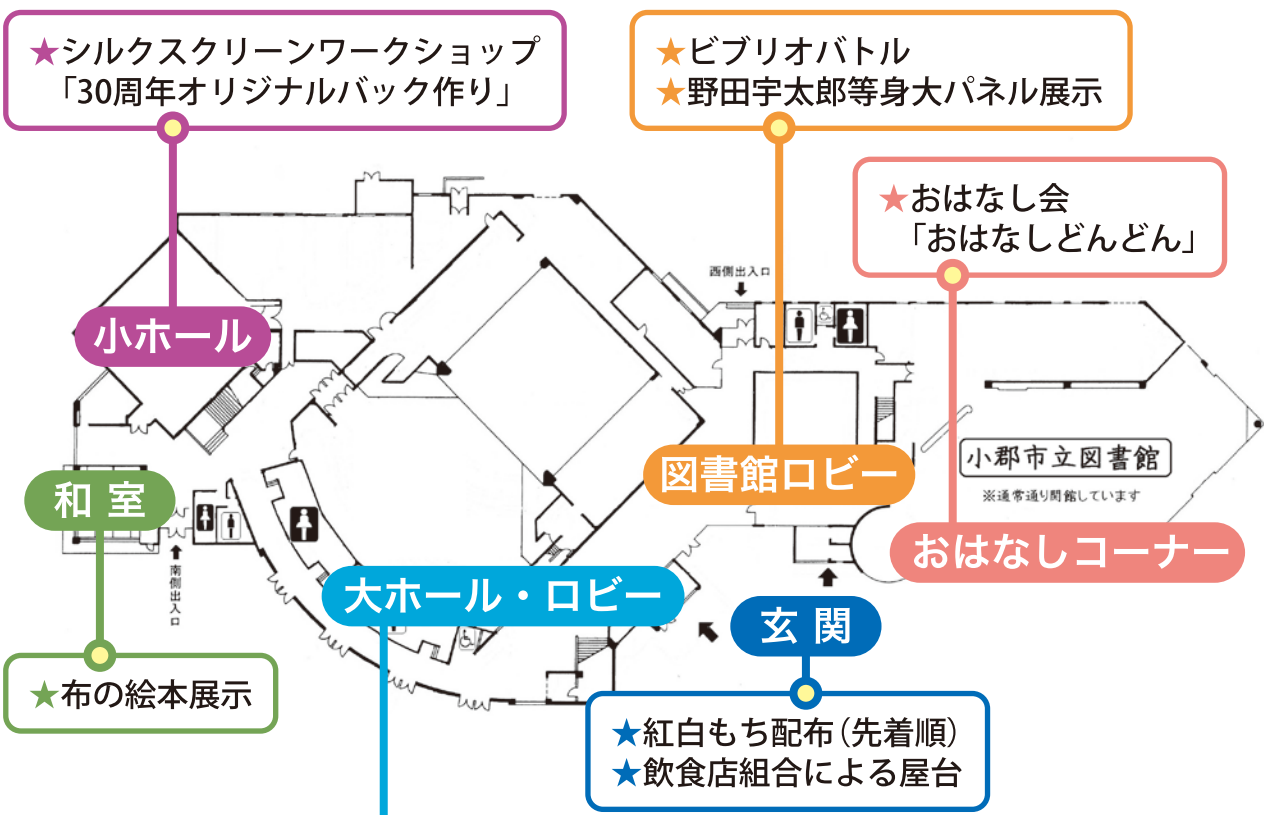 ★シルクスクリーンワークショップ
「30周年オリジナルバック作り」
★ビブリオバトル
★野田宇太郎等身大パネル展示
★おはなし会
「おはなしどんどん」
西側出入口
小ホール
小郡市立図書館
※通常通り開館しています
図書館ロビー
和室
おはなしコーナー
南側出入口
大ホール・ロビー
玄関
★布の絵本展示
★紅白もち配布（先着順）
★飲食店組合による屋台